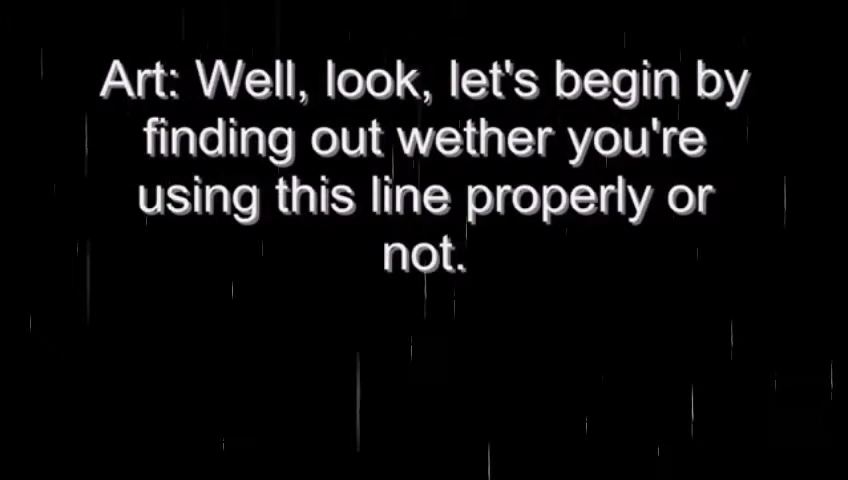 Art: Well, look, let's begin by
finding out wether you're
using this line properly or
not.